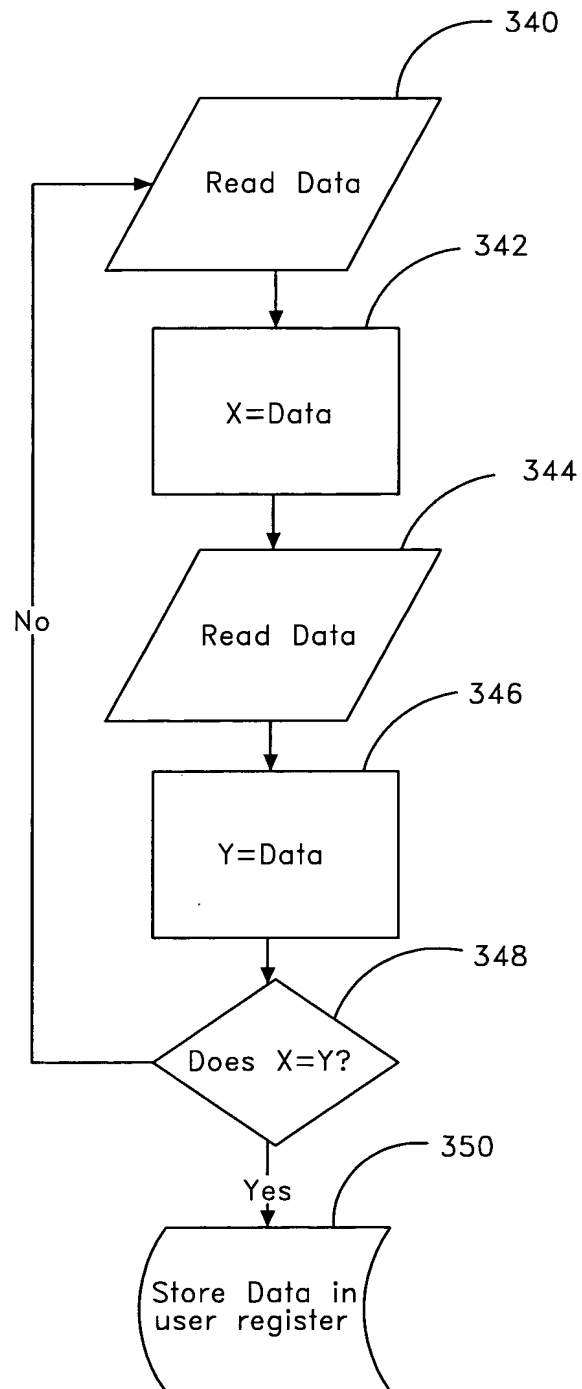 340
Read Data
342
X=Data
344
Read Data
No
346
Y=Data
348
Does X=Y?
350
Yes
Store Data in
user register